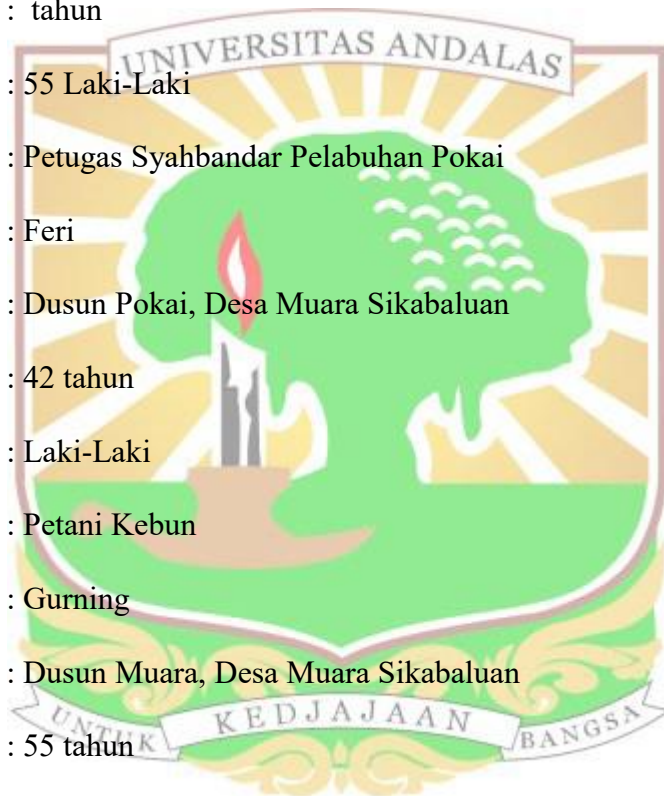 : tahun
UNIVERSITAS ANDALAS
: 55 Laki-Laki
: Petugas Syahbandar Pelabuhan Pokai
: Feri
: Dusun Pokai, Desa Muara Sikabaluan
: 42 tahun
: Laki-Laki
: Petani Kebun
: Gurning
: Dusun Muara, Desa Muara Sikabaluan
UNTUK KEDJAJAAN BANGSA
: 55 tahun